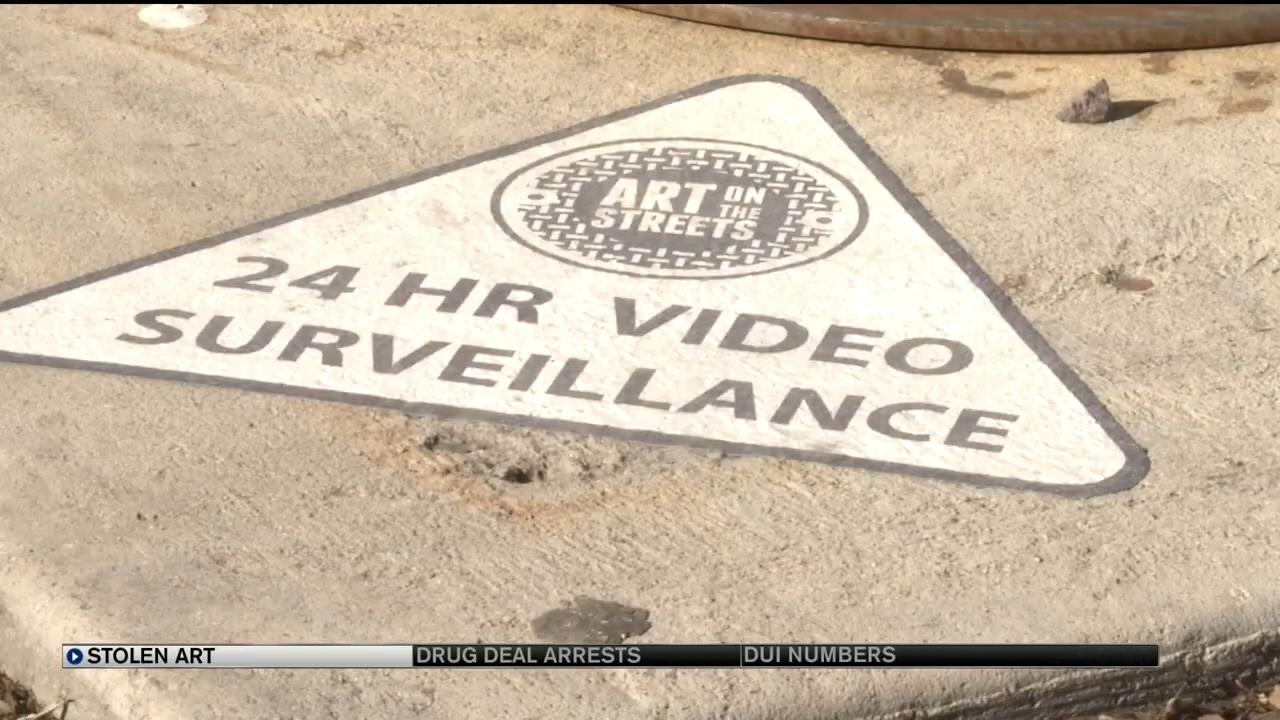 ART ON
THE
STREETS
24 HR VIDEO
SURVEILLANCE
STOLEN ART
DRUG DEAL ARRESTS
DUI NUMBERS